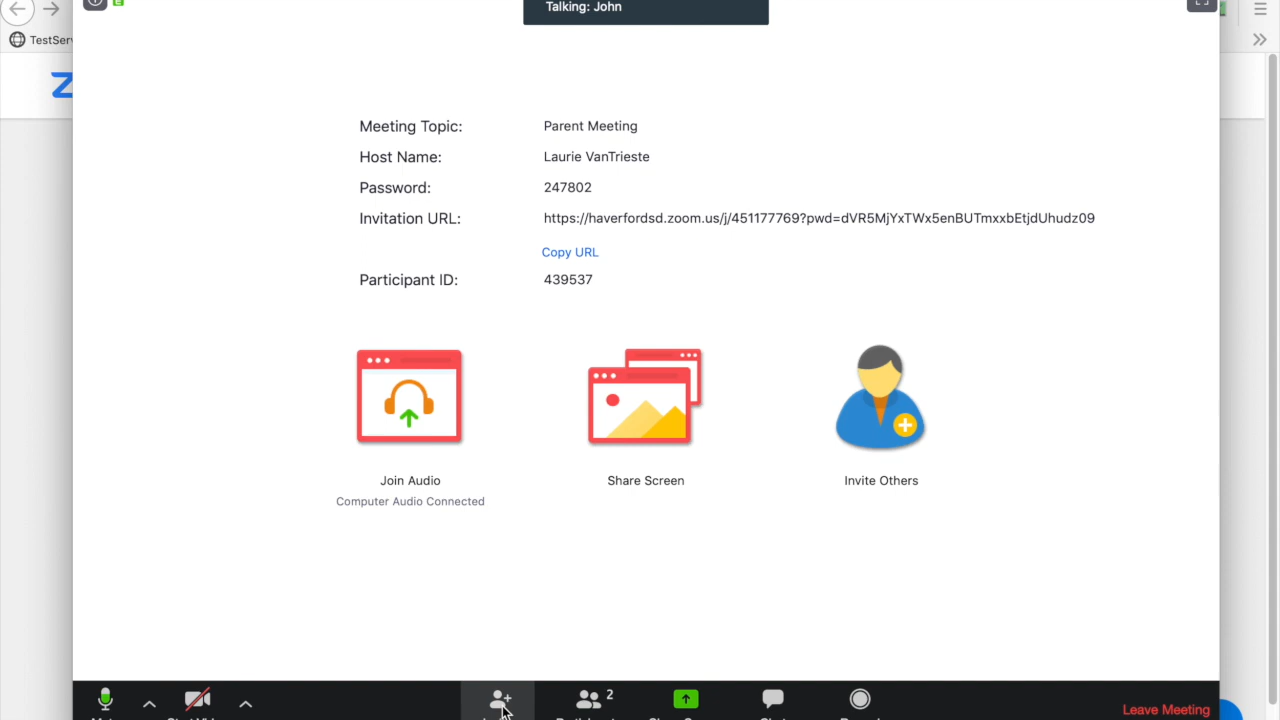 Talking: John
TestSer
Meeting Topic: Parent Meeting
Host Name: Laurie VanTrieste
Password: 247802
Invitation URL: https://haverfordsd.zoom.us/j/451177769?pwd=dVR5MjYxTWx5enBUTmxxbEtjdUhudz09
Copy URL
Participant ID: 439537
Join Audio Share Screen Invite Others
Computer Audio Connected
2
Leave Meeting